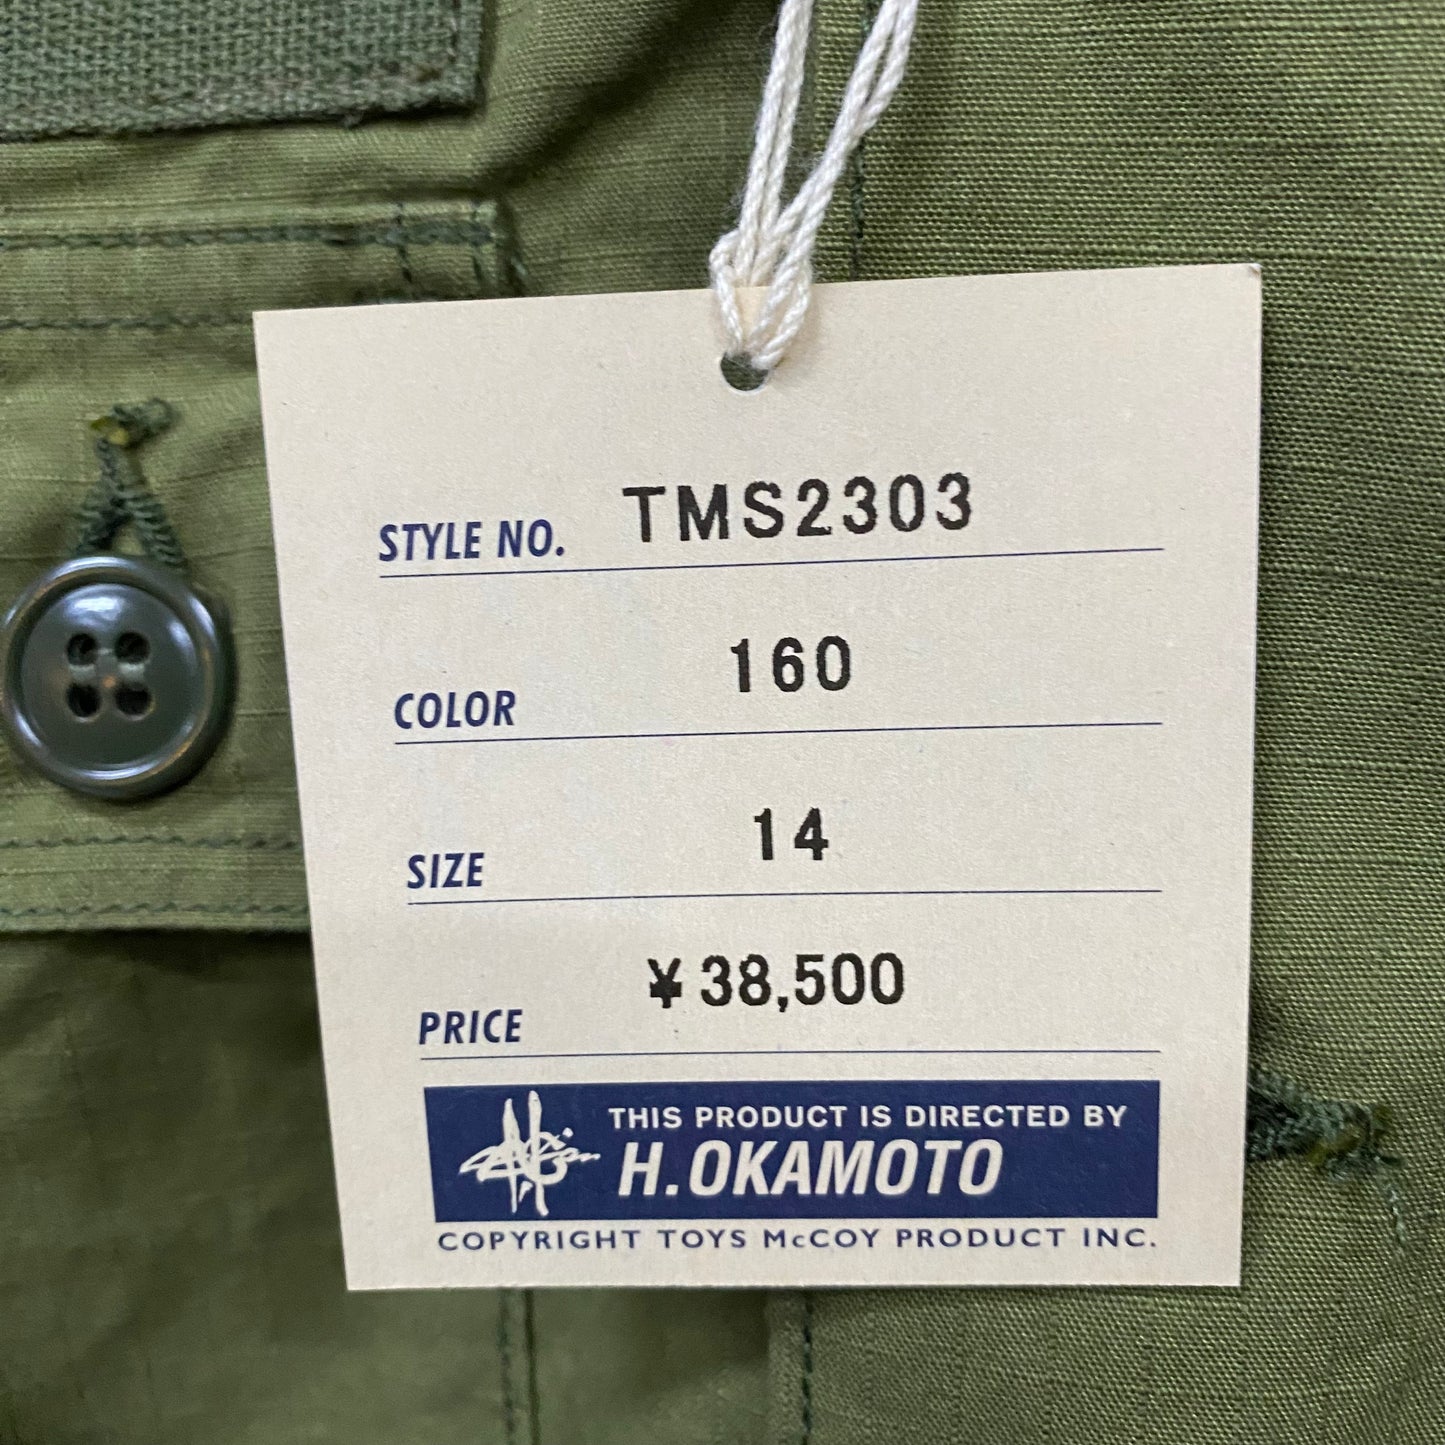 STYLE NO. TMS2303
COLOR 160
SIZE 14
PRICE ¥38,500
THIS PRODUCT IS DIRECTED BY
H.OKAMOTO
COPYRIGHT TOYS McCOY PRODUCT INC.